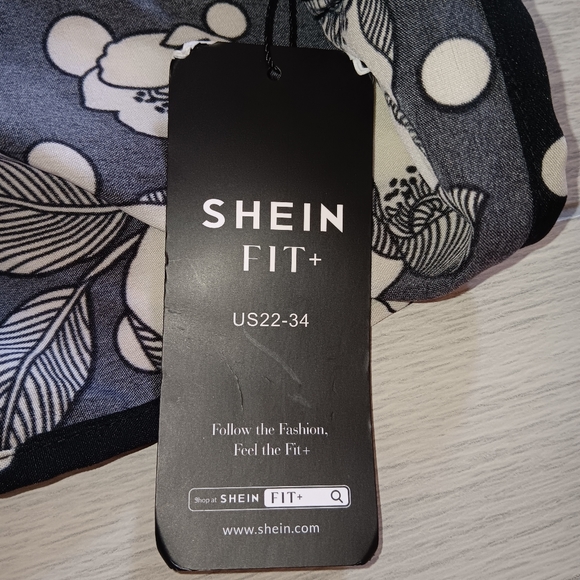 SHEIN
FIT+
US22-34
Follow the Fashion,
Feel the Fit+
Shop at SHEIN FIT+
www.shein.com